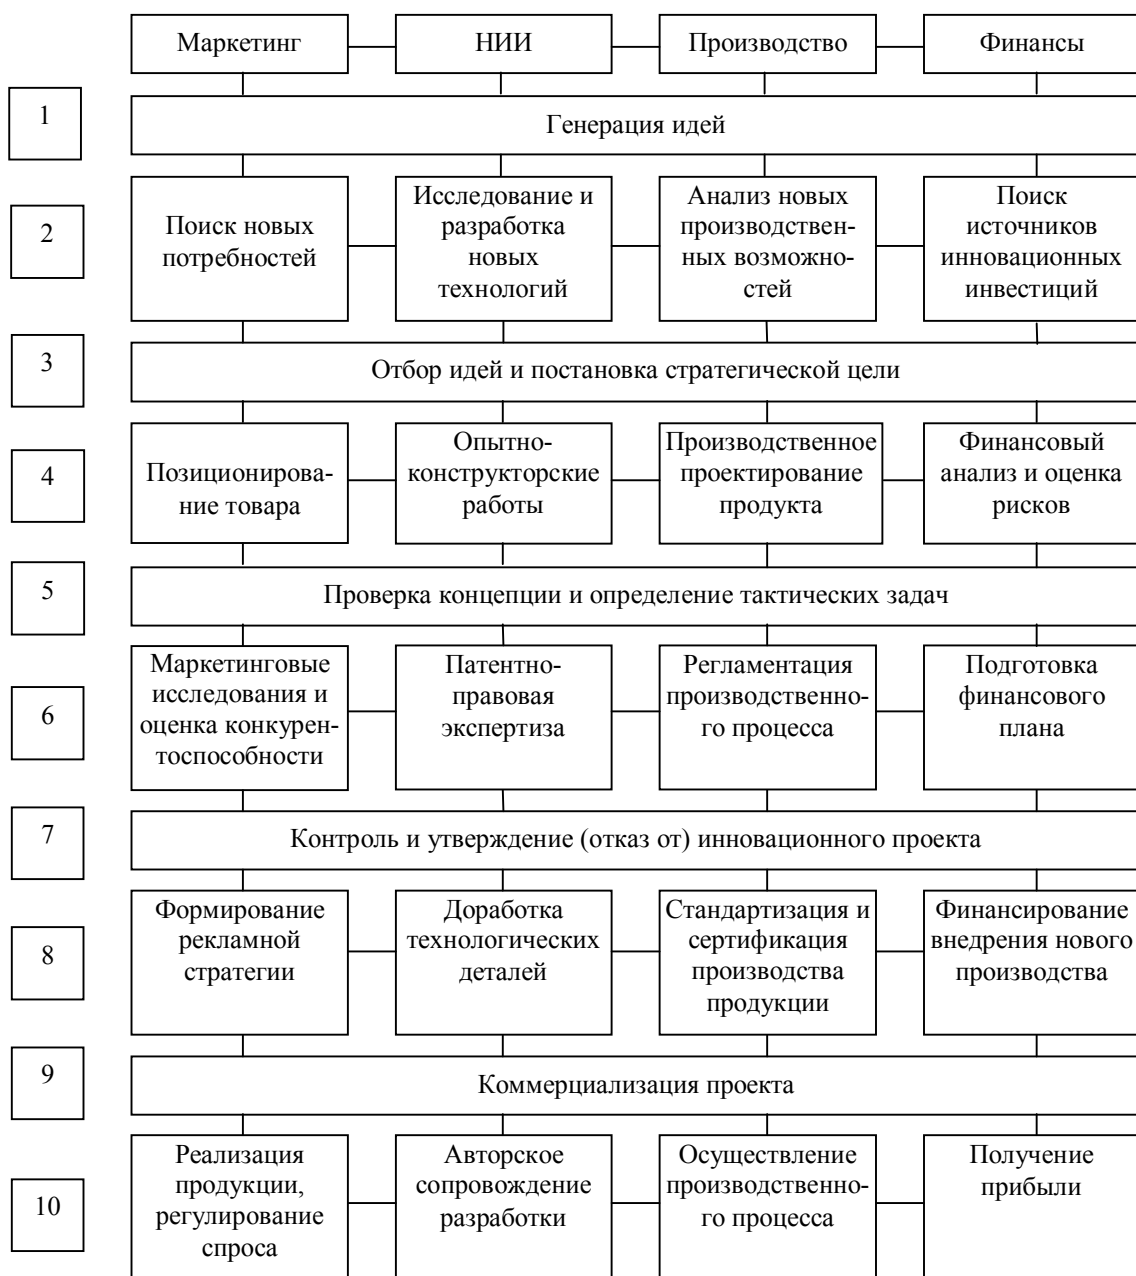 Маркетинг
НИИ
Производство
Финансы
1
Генерация идей
2
Поиск новых
потребностей
Исследование и
разработка
новых
технологий
Анализ новых
производствен-
ных возможно-
стей
Поиск
источников
инновационных
инвестиций
3
Отбор идей и постановка стратегической цели
4
Позиционирова-
ние товара
Опытно-
конструкторские
работы
Производственное
проектирование
продукта
Финансовый
анализ и оценка
рисков
5
Проверка концепции и определение тактических задач
6
Маркетинговые
исследования и
оценка конкурен-
тоспособности
Патентно-
правовая
экспертиза
Регламентация
производственно-
го процесса
Подготовка
финансового
плана
7
Контроль и утверждение (отказ от) инновационного проекта
8
Формирование
рекламной
стратегии
Доработка
технологических
деталей
Стандартизация и
сертификация
производства
продукции
Финансирование
внедрения нового
производства
9
Коммерциализация проекта
10
Реализация
продукции,
регулирование
спроса
Авторское
сопровождение
разработки
Осуществление
производственно-
го процесса
Получение
прибыли